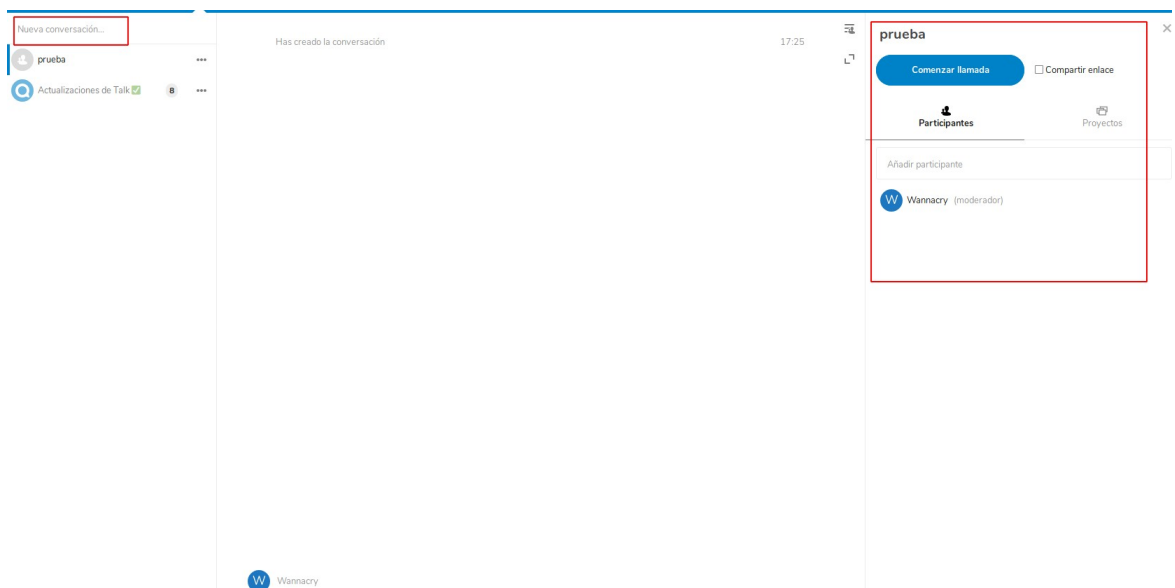 Nueva conversación...
prueba
Actualizaciones de Talk ✅ 8
Has creado la conversación 17:25
W Wannacry
prueba
Comenzar llamada
Compartir enlace
Participantes
Proyectos
Añadir participante
W Wannacry (moderador)